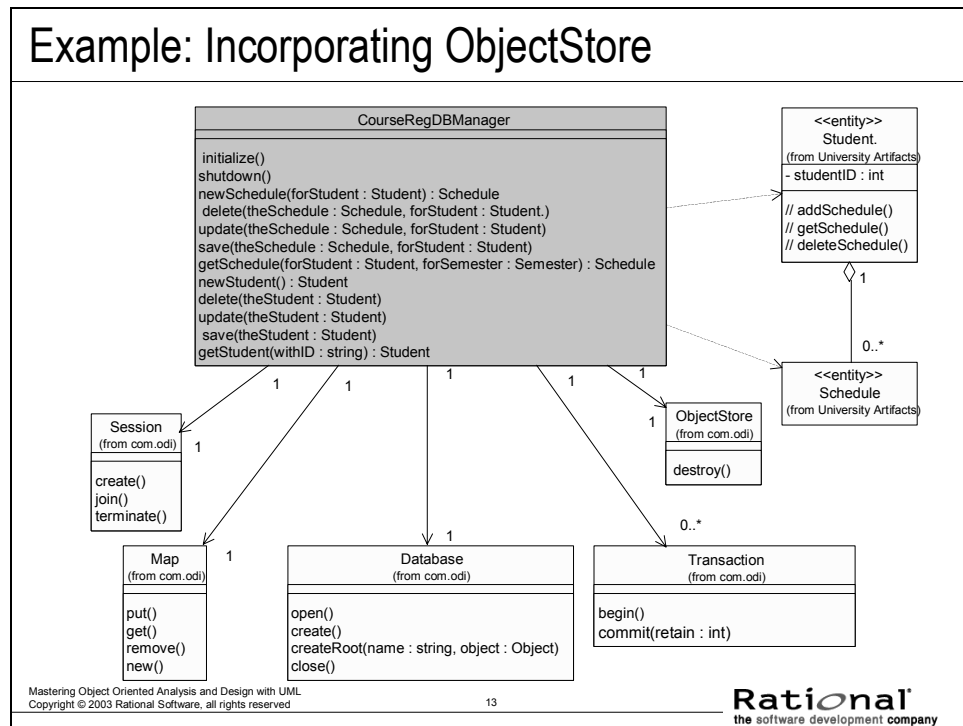 Example: Incorporating ObjectStore
CourseRegDBManager
initialize()
shutdown()
newSchedule(forStudent : Student) : Schedule
delete(theSchedule : Schedule, forStudent : Student.)
update(theSchedule : Schedule, forStudent : Student)
save(theSchedule : Schedule, forStudent : Student)
getSchedule(forStudent : Student, forSemester : Semester) : Schedule
newStudent() : Student
delete(theStudent : Student)
update(theStudent : Student)
save(theStudent : Student)
getStudent(withID : string) : Student
<<entity>>
Student.
(from University Artifacts)
- studentID : int
// addSchedule()
// getSchedule()
// deleteSchedule()
1
0..*
<<entity>>
Schedule
(from University Artifacts)
1
1
1
1
1
Session
(from com.odi)
create()
join()
terminate()
1
ObjectStore
(from com.odi)
destroy()
1
Map
(from com.odi)
put()
get()
remove()
new()
1
Database
(from com.odi)
open()
create()
createRoot(name : string, object : Object)
close()
1
Transaction
(from com.odi)
begin()
commit(retain : int)
0..*
Mastering Object Oriented Analysis and Design with UML
Copyright © 2003 Rational Software, all rights reserved
13
Rational
the software development company